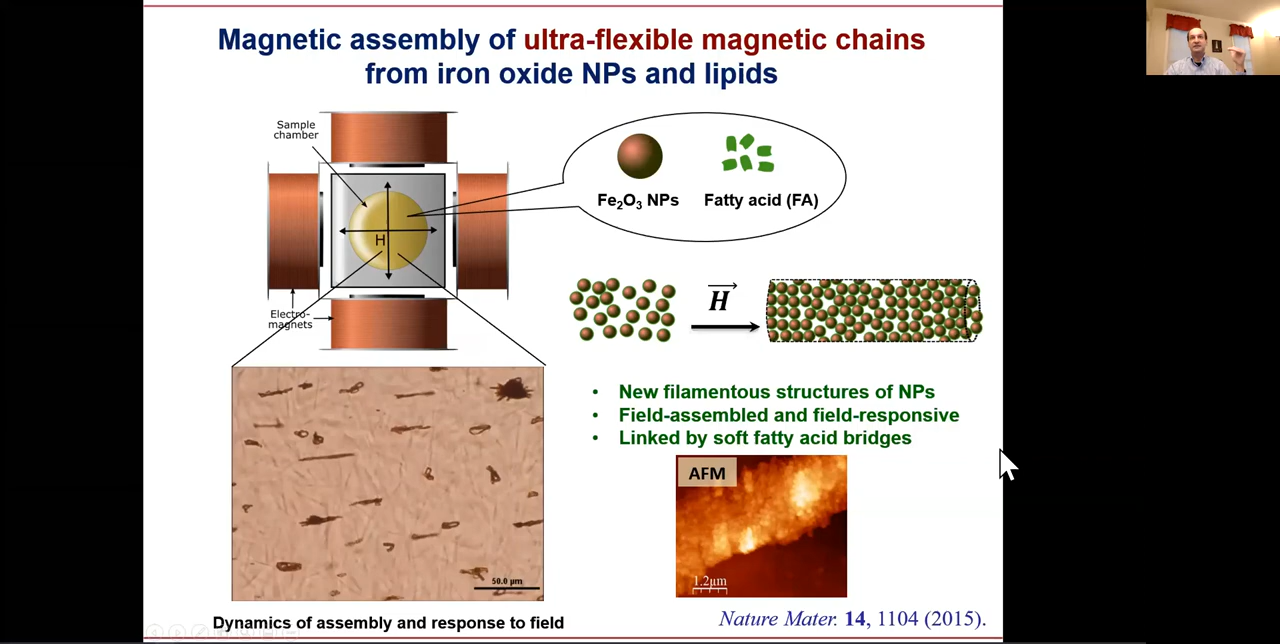 Magnetic assembly of ultra-flexible magnetic chains
from iron oxide NPs and lipids
Sample
chamber
H
Electro-
magnets
Fe₂O₃ NPs
Fatty acid (FA)
H
• New filamentous structures of NPs
• Field-assembled and field-responsive
• Linked by soft fatty acid bridges
50.0 μm
AFM
1.2μm
Dynamics of assembly and response to field
Nature Mater. 14, 1104 (2015).